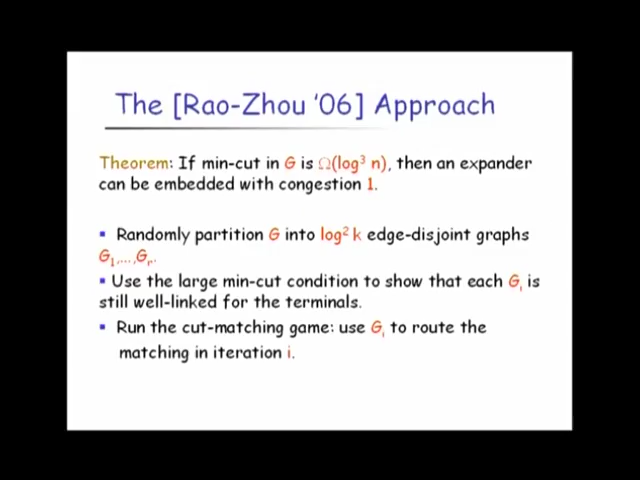 The [Rao-Zhou '06] Approach
Theorem: If min-cut in G is Ω(log³ n), then an expander
can be embedded with congestion 1.
▪ Randomly partition G into log² k edge-disjoint graphs
G₁,…,Gᵣ.
▪ Use the large min-cut condition to show that each Gᵢ is
still well-linked for the terminals.
▪ Run the cut-matching game: use Gᵢ to route the
matching in iteration i.